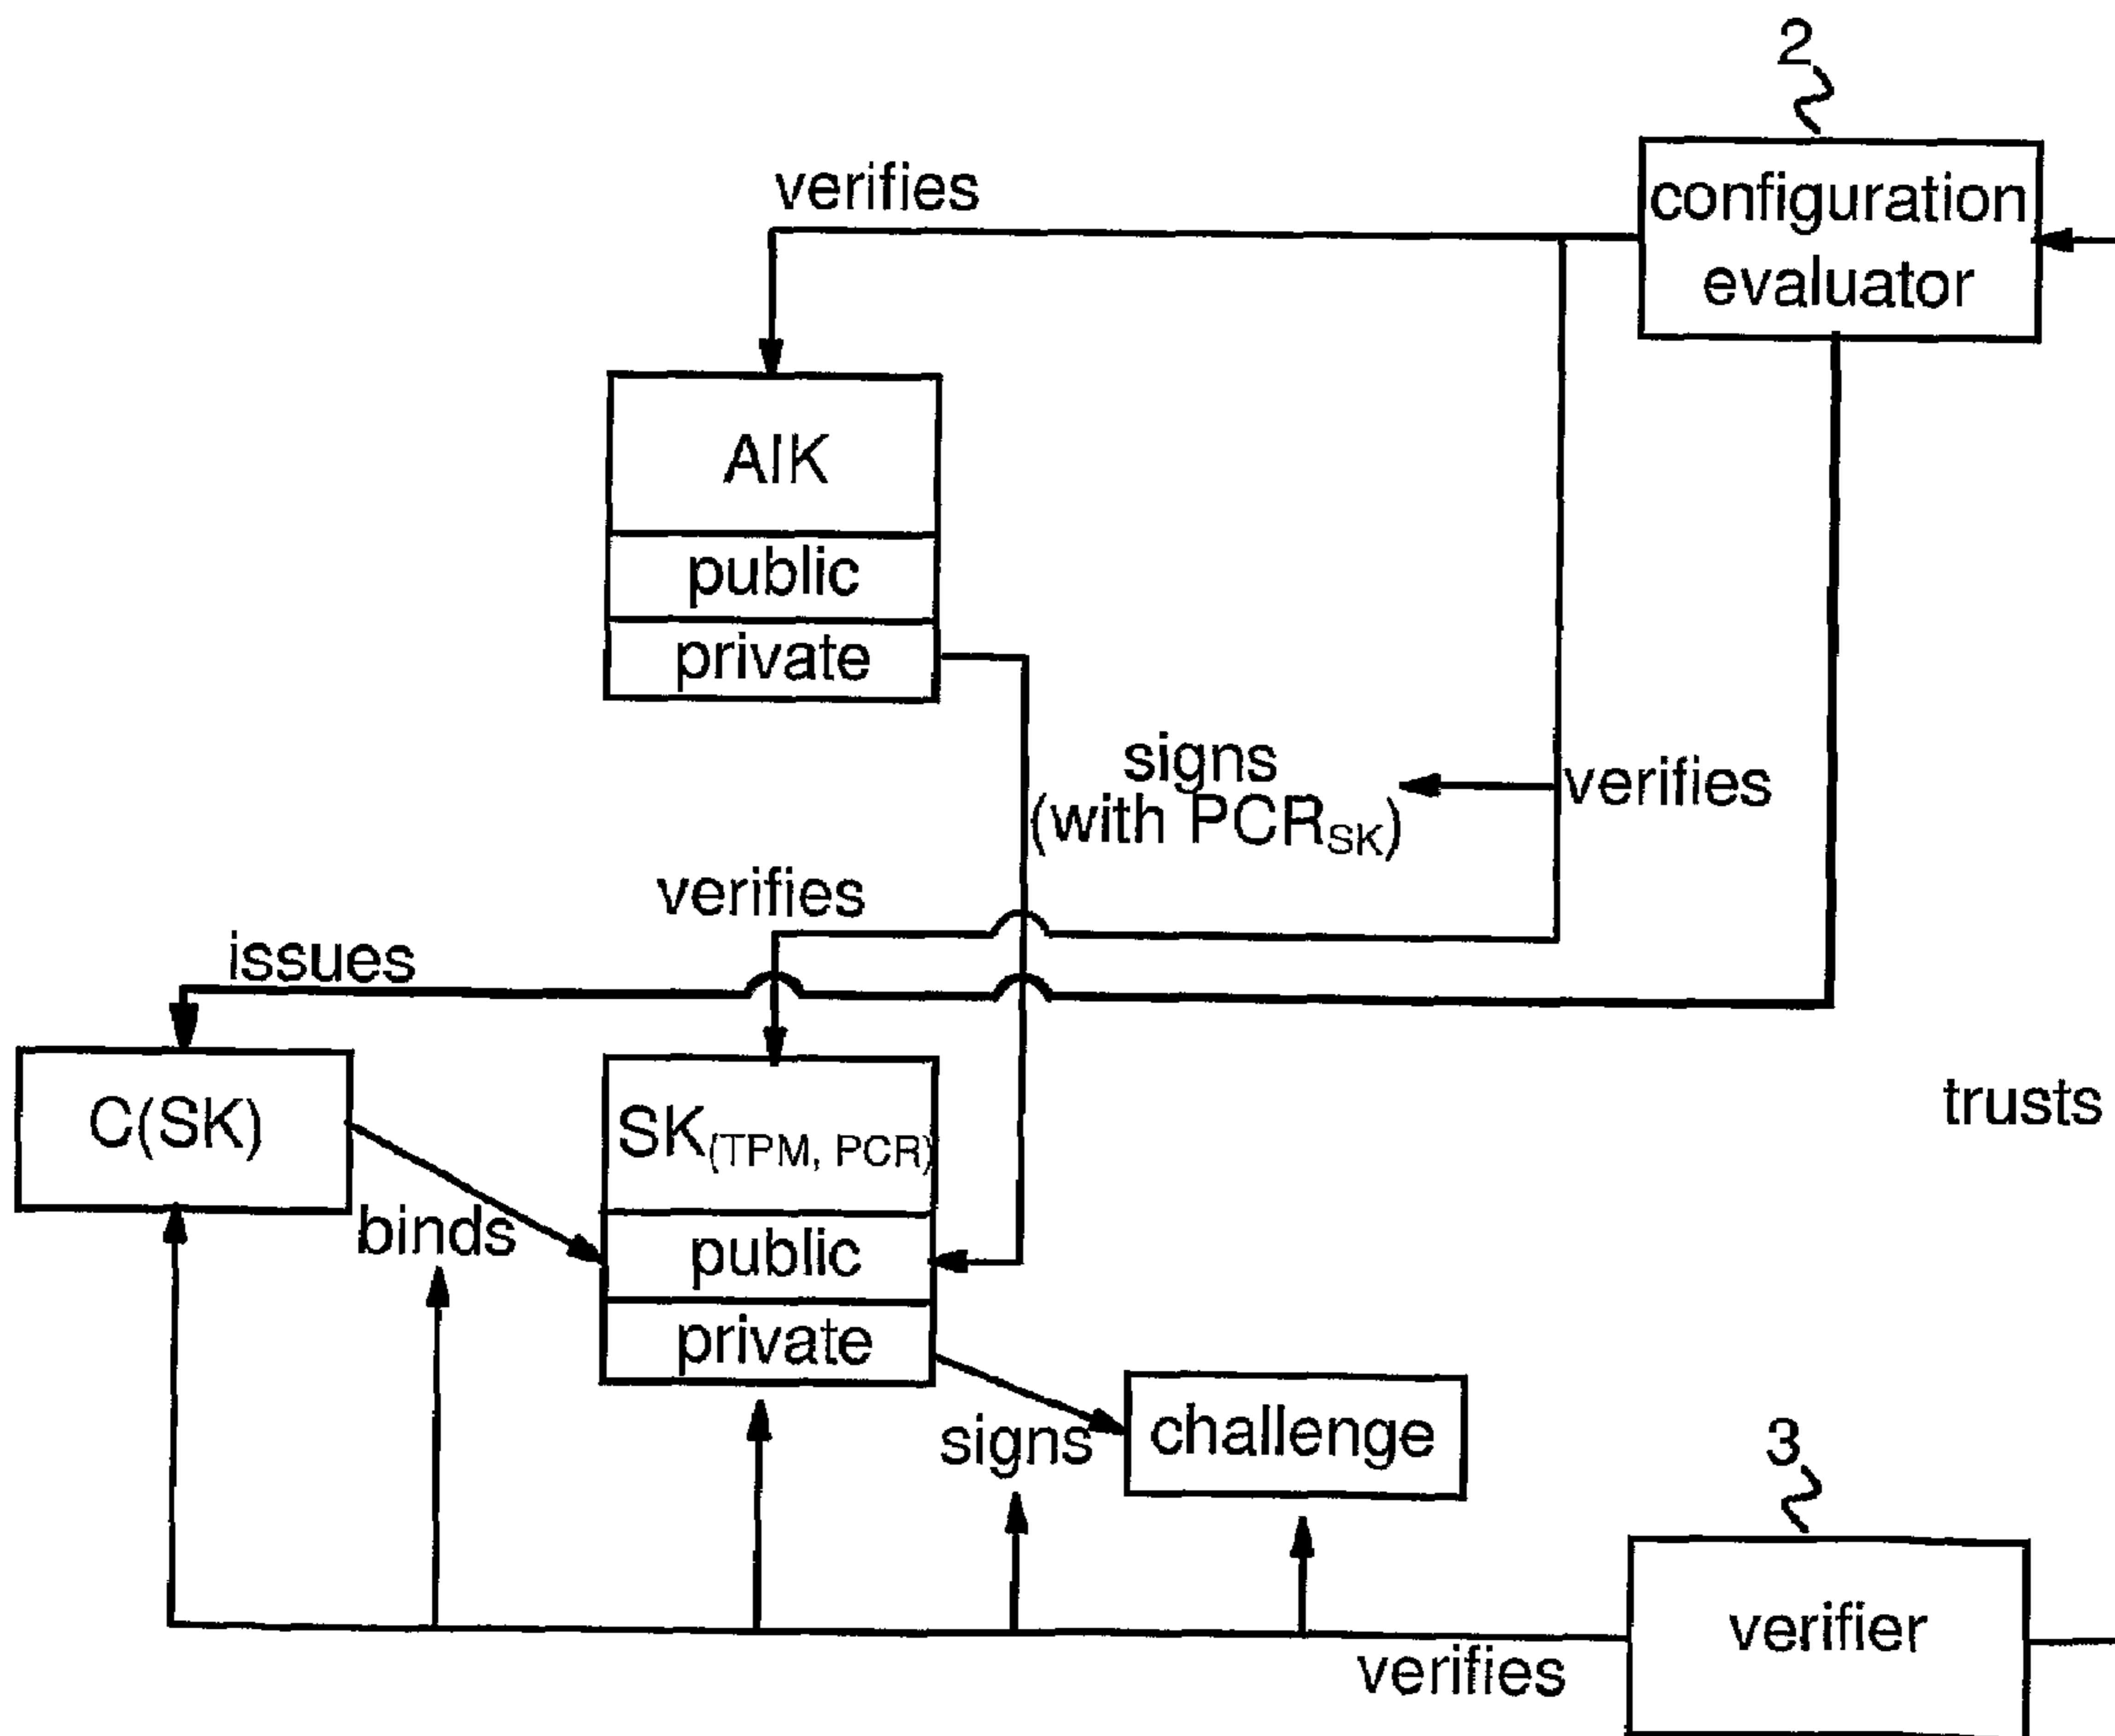 2
verifies
configuration
evaluator
AIK
public
private
signs
(with PCRSK)
verifies
verifies
issues
C(SK)
SK(TPM, PCR)
trusts
binds
public
private
signs
challenge
3
verifier
verifies